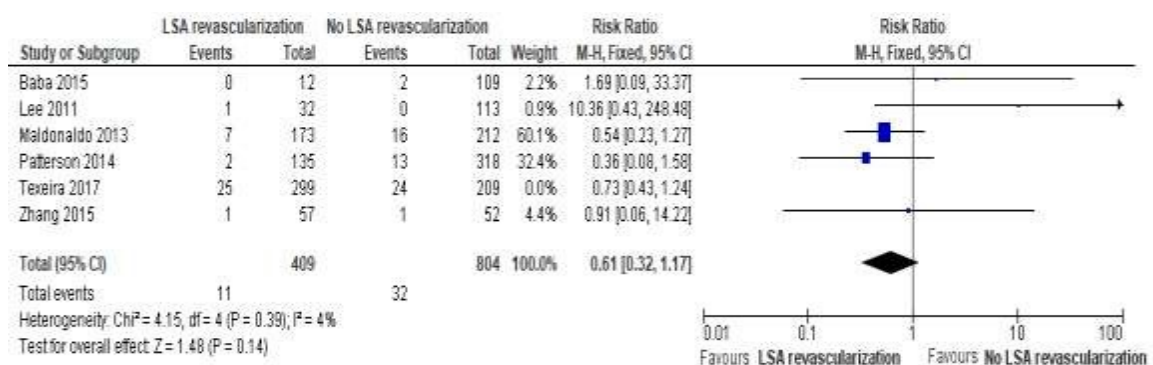 LSA revascularization No LSA revascularization Risk Ratio Risk Ratio
Study or Subgroup Events Total Events Total Weight M-H, Fixed, 95% CI M-H, Fixed, 95% CI
Baba 2015 0 12 2 109 2.2% 1.69 [0.09, 33.37]
Lee 2011 1 32 0 113 0.9% 10.36 [0.43, 248.48]
Maldonaldo 2013 7 173 16 212 60.1% 0.54 [0.23, 1.27]
Patterson 2014 2 135 13 318 32.4% 0.36 [0.08, 1.58]
Texeira 2017 25 299 24 209 0.0% 0.73 [0.43, 1.24]
Zhang 2015 1 57 1 52 4.4% 0.91 [0.06, 14.22]
Total (95% CI) 409 804 100.0% 0.61 [0.32, 1.17]
Total events 11 32
Heterogeneity: Chi² = 4.15, df = 4 (P = 0.39); I² = 4%
Test for overall effect: Z = 1.48 (P = 0.14)
0.01 0.1 1 10 100
Favours LSA revascularization Favours No LSA revascularization